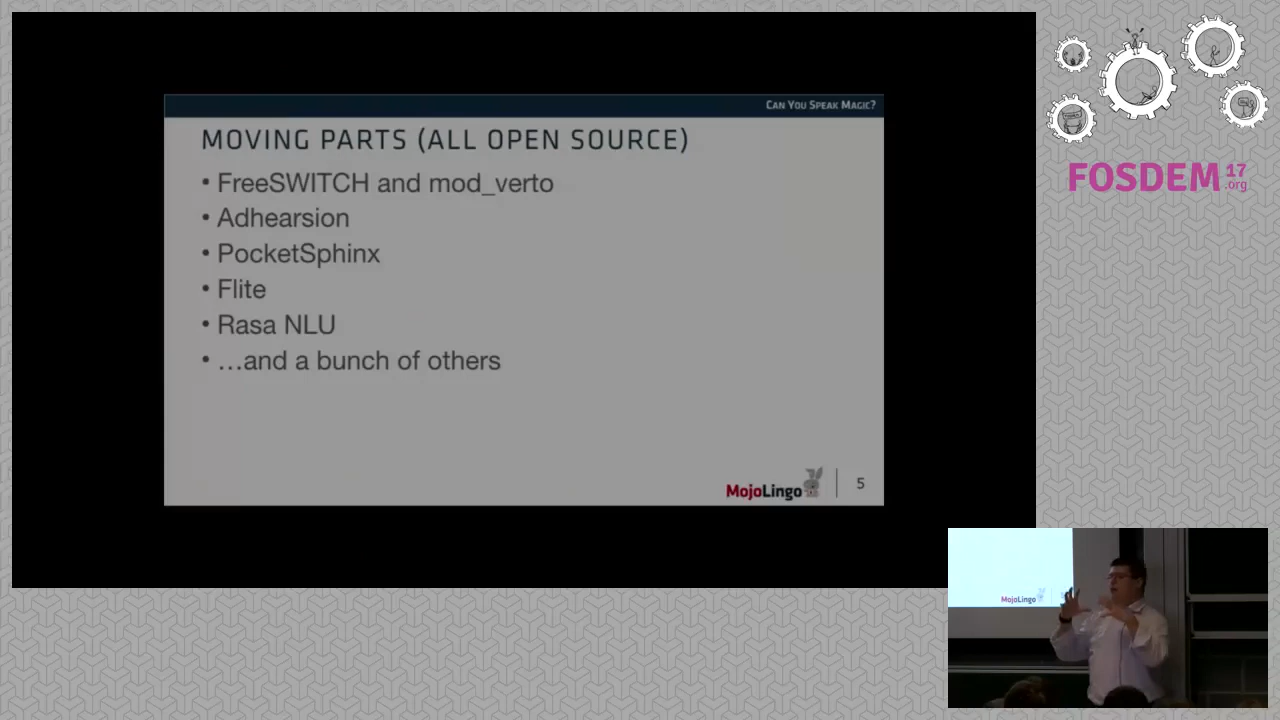 CAN YOU SPEAK MAGIC?
MOVING PARTS (ALL OPEN SOURCE)
• FreeSWITCH and mod_verto
• Adhearsion
• PocketSphinx
• Flite
• Rasa NLU
• …and a bunch of others
MojoLingo
5
FOSDEM 17
.org
MojoLingo